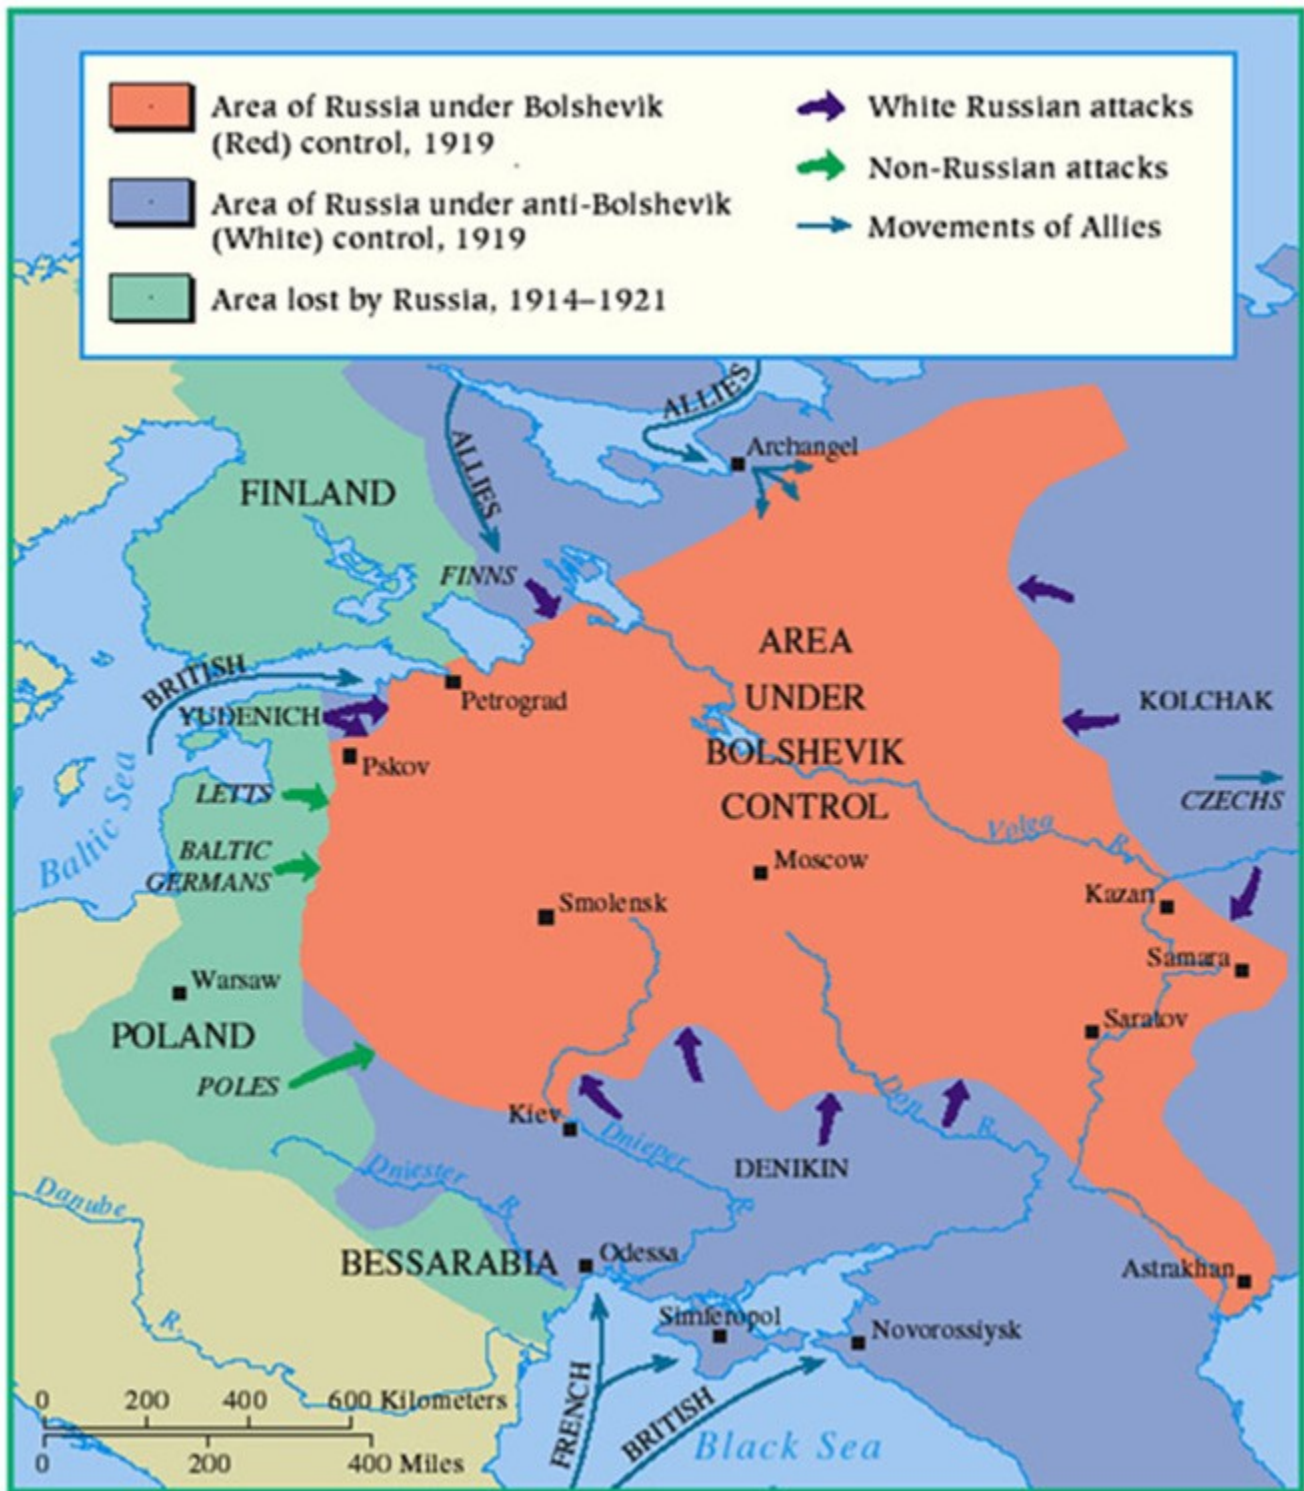 Area of Russia under Bolshevik
(Red) control, 1919
Area of Russia under anti-Bolshevik
(White) control, 1919
Area lost by Russia, 1914–1921
White Russian attacks
Non-Russian attacks
Movements of Allies
ALLIES
ALLIES
Archangel
FINLAND
FINNS
AREA
UNDER
BOLSHEVIK
CONTROL
BRITISH
Petrograd
YUDENICH
KOLCHAK
Pskov
LETTS
CZECHS
Baltic Sea
BALTIC
GERMANS
Volga R.
Moscow
Kazan
Smolensk
Samara
Warsaw
Saratov
POLAND
POLES
Kiev
Dnieper
Don R.
DENIKIN
Dniester R.
Danube R.
BESSARABIA
Odessa
Astrakhan
Simferopol
Novorossiysk
FRENCH
BRITISH
Black Sea
0 200 400 600 Kilometers
0 200 400 Miles